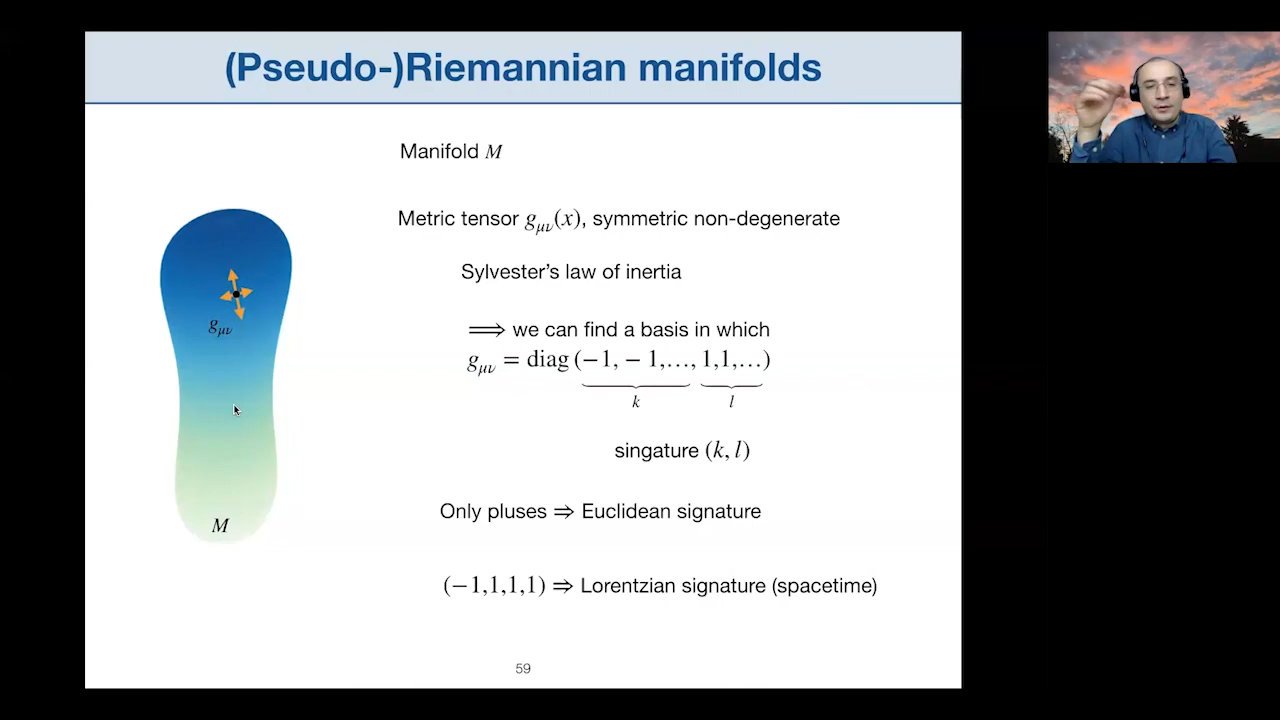 (Pseudo-)Riemannian manifolds
Manifold M
Metric tensor g_{μν}(x), symmetric non-degenerate
Sylvester's law of inertia
⟹ we can find a basis in which
g_{μν} = diag (−1, − 1,…, 1,1,…)
k l
g_{μν}
singature (k, l)
Only pluses ⇒ Euclidean signature
M
(−1,1,1,1) ⇒ Lorentzian signature (spacetime)
59